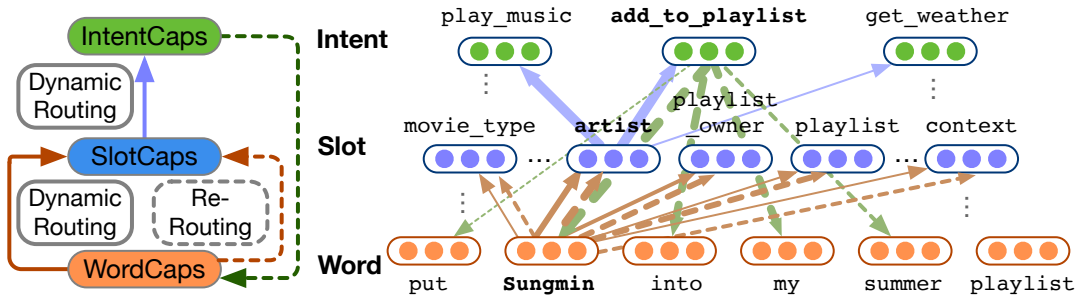 IntentCaps
Dynamic
Routing
SlotCaps
Dynamic
Routing
Re-
Routing
WordCaps
Intent
play_music
add_to_playlist
get_weather
Slot
movie_type
artist
playlist
_owner
playlist
context
Word
put
Sungmin
into
my
summer
playlist